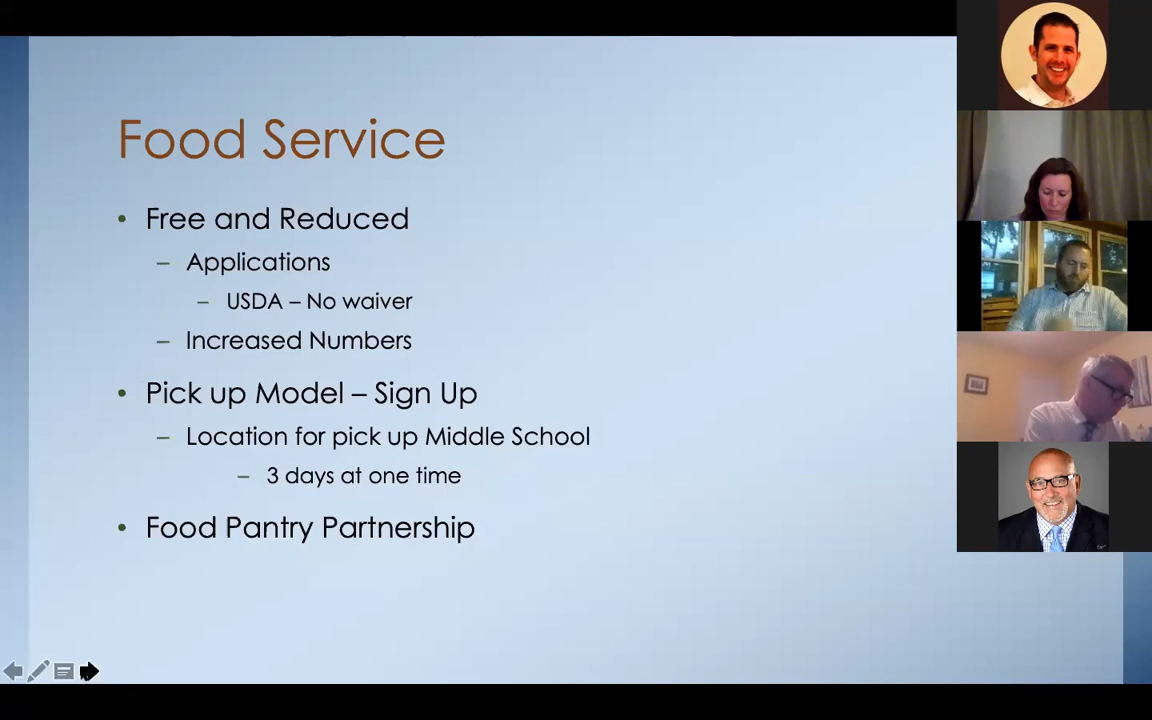 Food Service
• Free and Reduced
– Applications
– USDA – No waiver
– Increased Numbers
• Pick up Model – Sign Up
– Location for pick up Middle School
– 3 days at one time
• Food Pantry Partnership